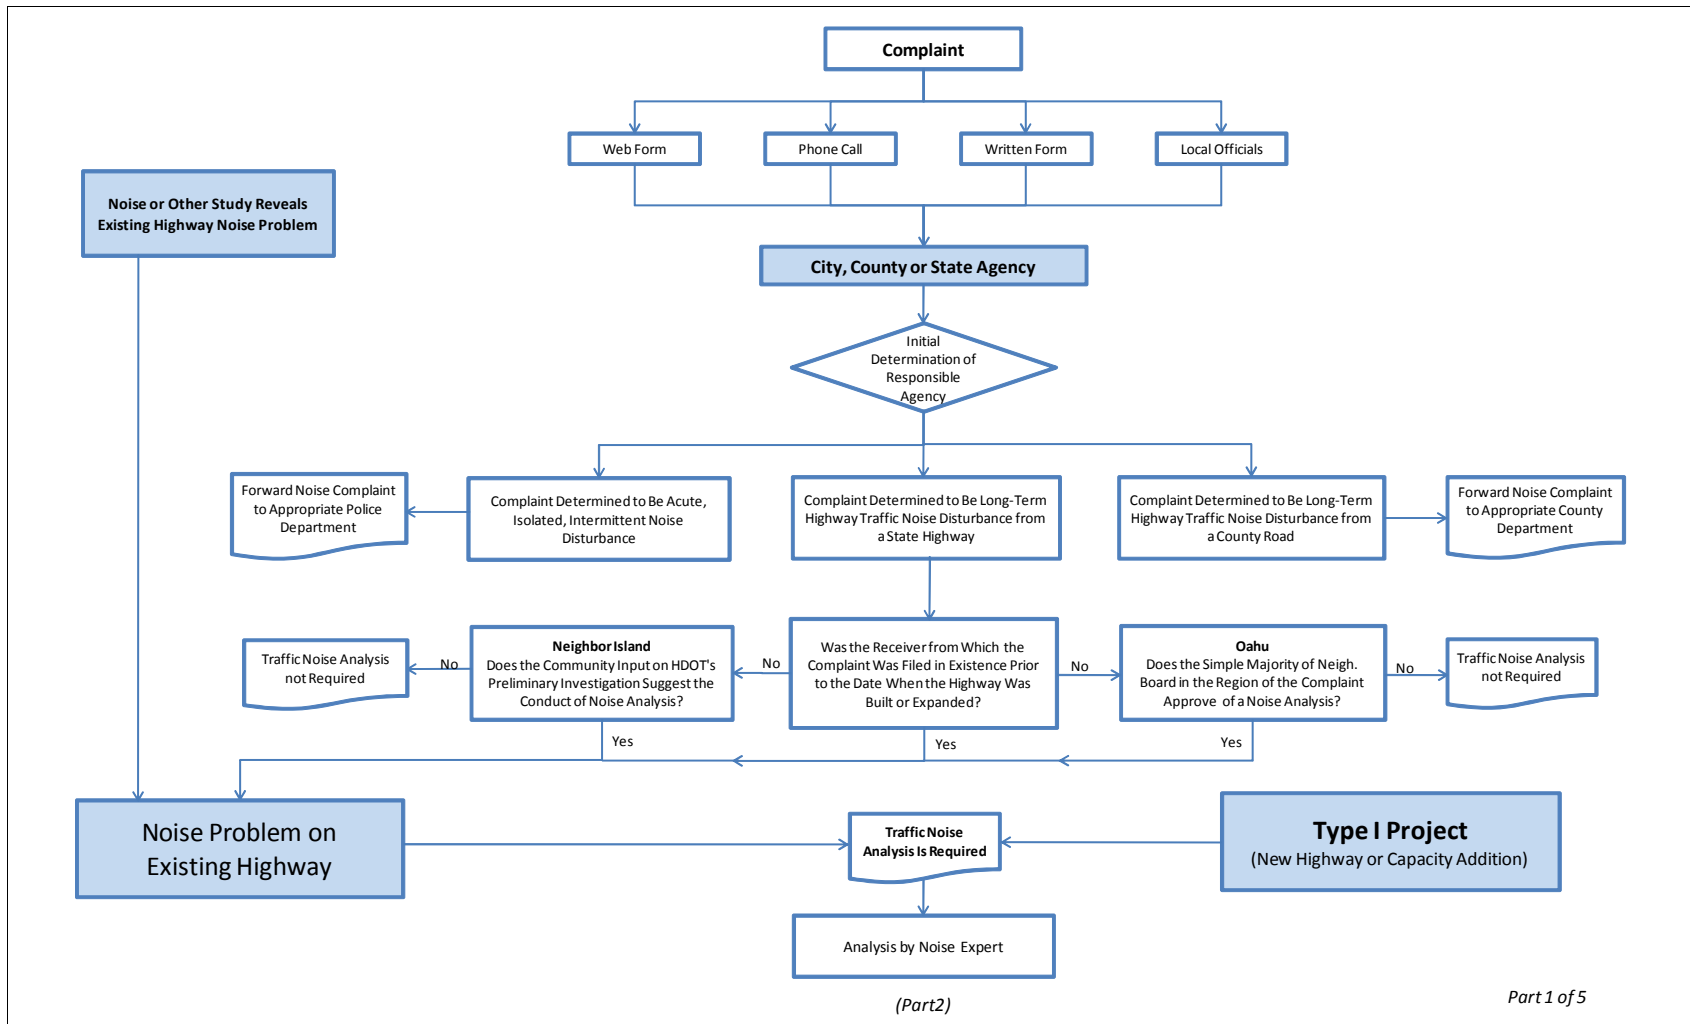 Complaint
Web Form
Phone Call
Written Form
Local Officials
Noise or Other Study Reveals
Existing Highway Noise Problem
City, County or State Agency
Initial
Determination of
Responsible
Agency
Forward Noise Complaint
to Appropriate Police
Department
Complaint Determined to Be Acute,
Isolated, Intermittent Noise
Disturbance
Complaint Determined to Be Long-Term
Highway Traffic Noise Disturbance from
a State Highway
Complaint Determined to Be Long-Term
Highway Traffic Noise Disturbance from
a County Road
Forward Noise Complaint
to Appropriate County
Department
Traffic Noise Analysis
not Required
No
Neighbor Island
Does the Community Input on HDOT's
Preliminary Investigation Suggest the
Conduct of Noise Analysis?
No
Was the Receiver from Which the
Complaint Was Filed in Existence Prior
to the Date When the Highway Was
Built or Expanded?
No
Oahu
Does the Simple Majority of Neigh.
Board in the Region of the Complaint
Approve of a Noise Analysis?
No
Traffic Noise Analysis
not Required
Yes
Yes
Yes
Noise Problem on
Existing Highway
Traffic Noise
Analysis Is Required
Type I Project
(New Highway or Capacity Addition)
Analysis by Noise Expert
(Part2)
Part 1 of 5